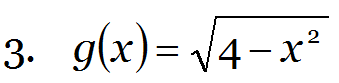 3. g(x) = √(4 − x²)